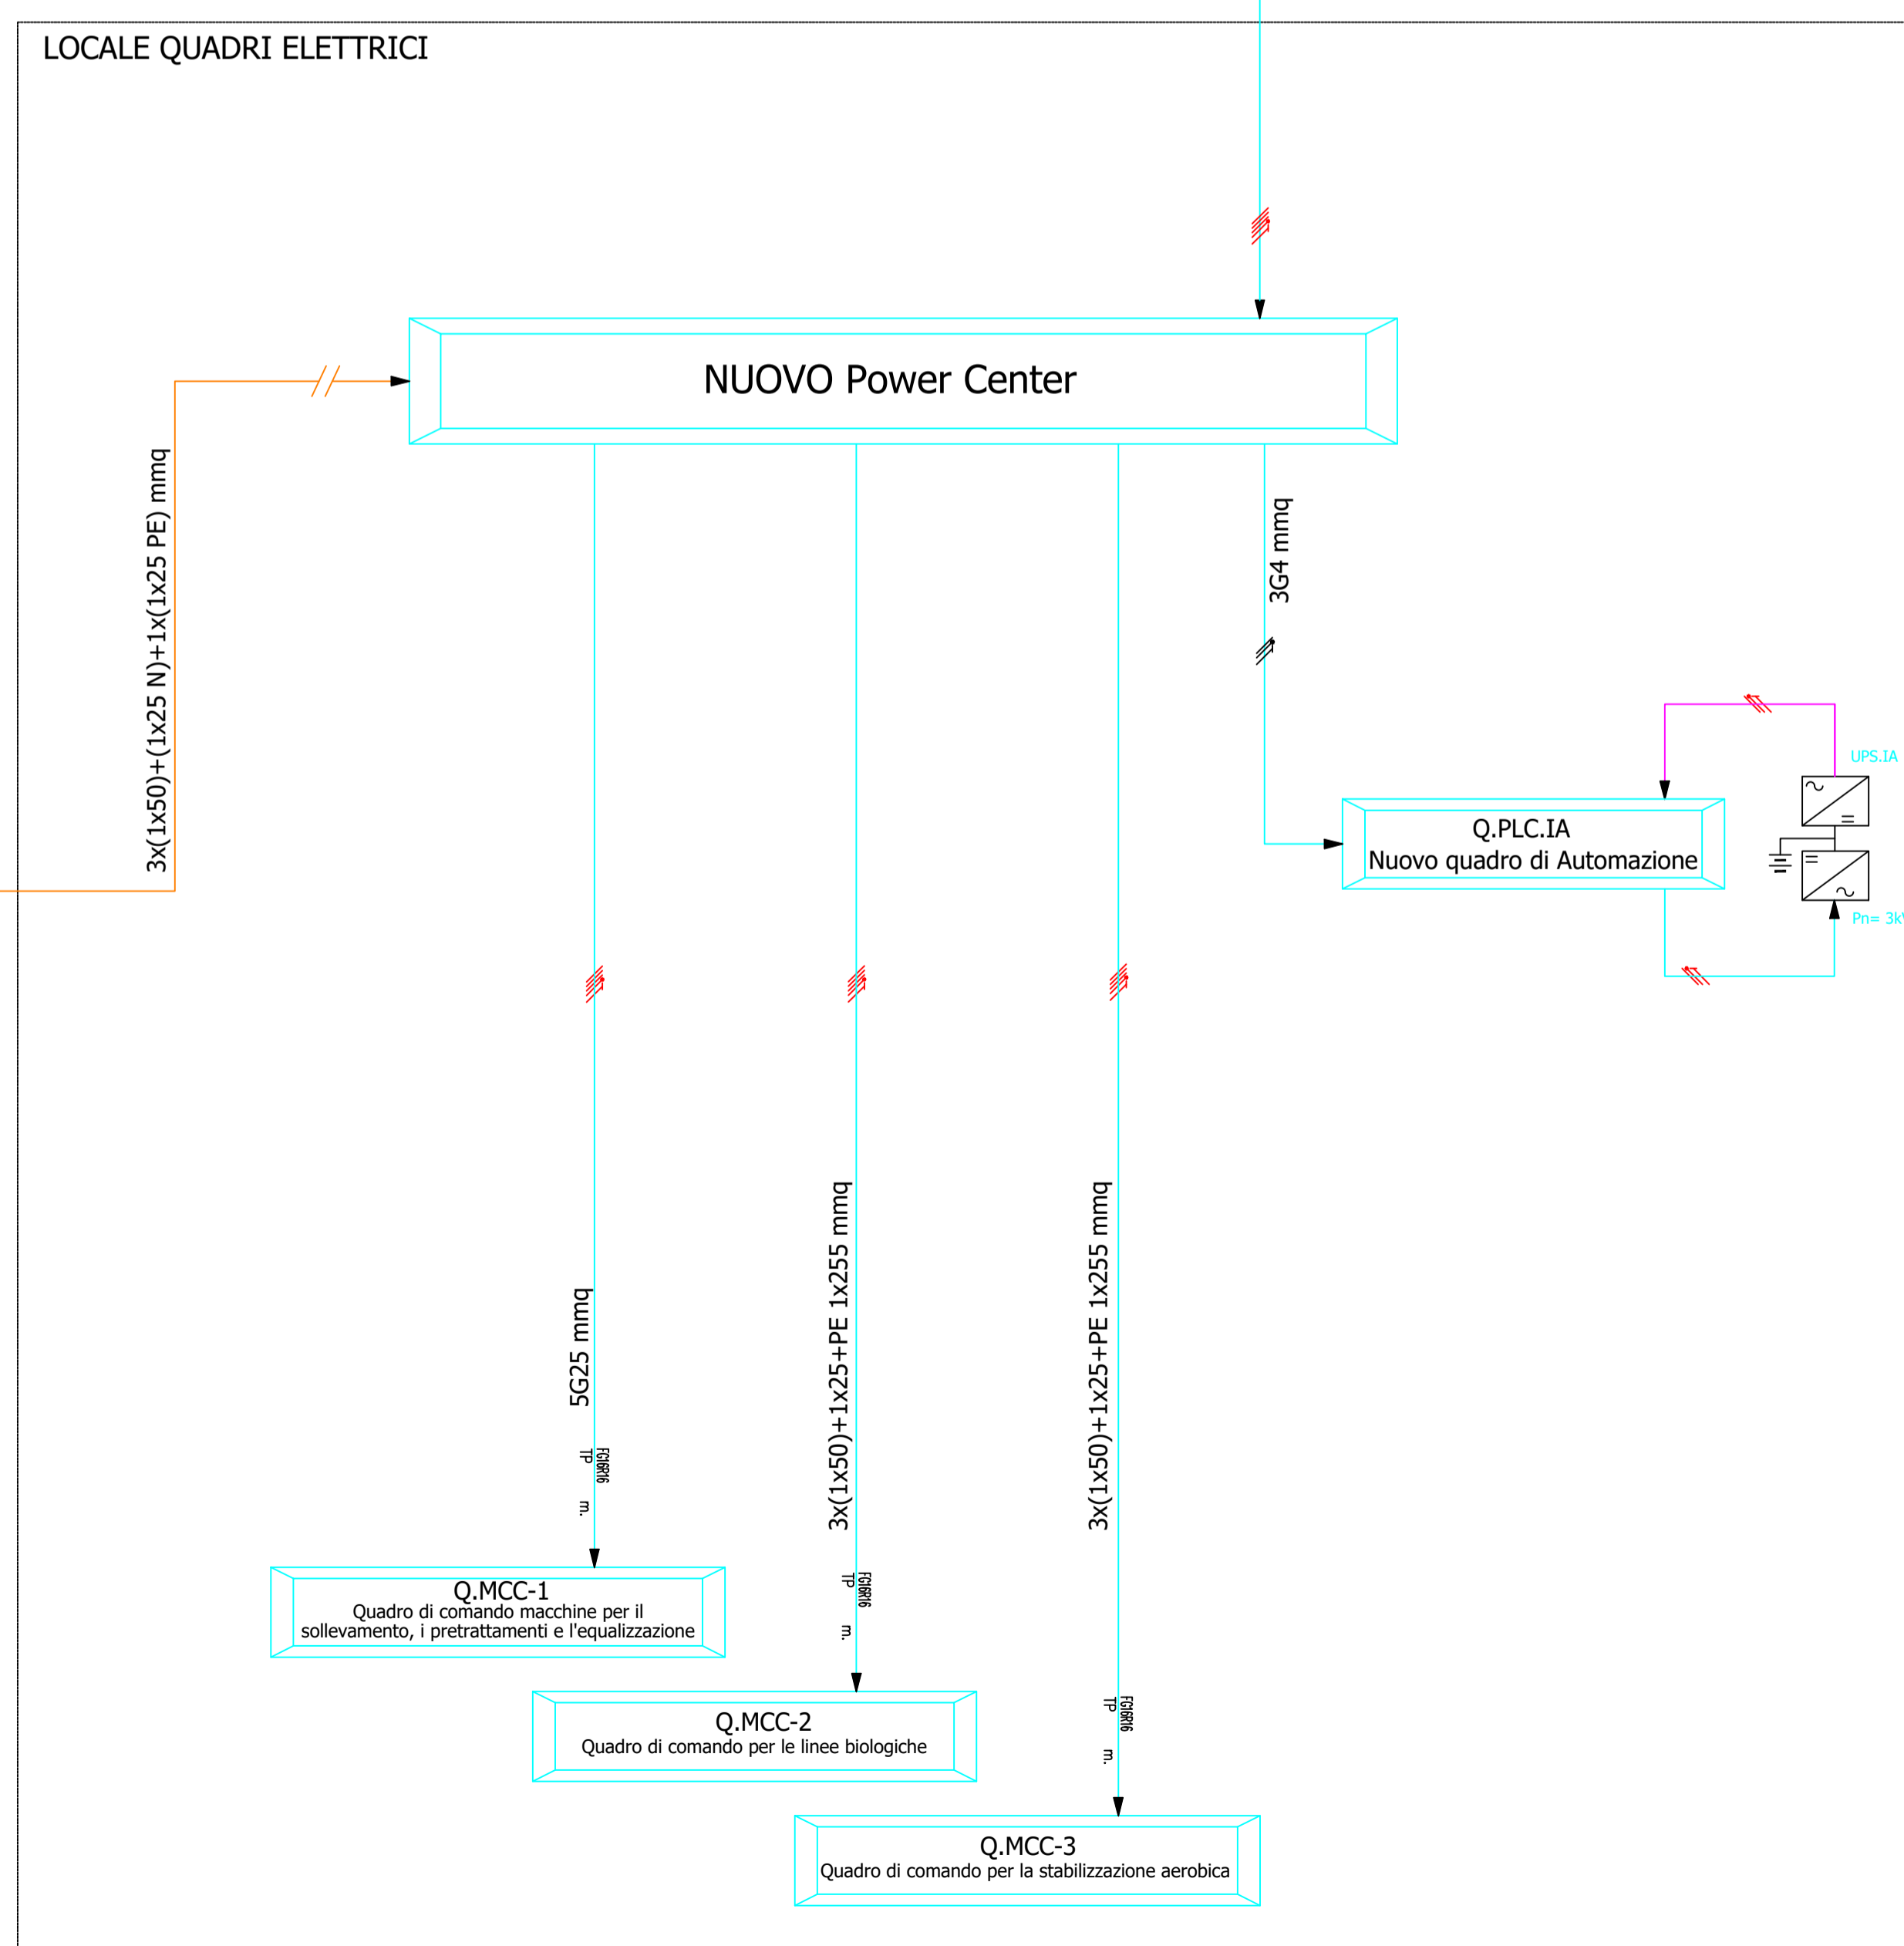 LOCALE QUADRI ELETTRICI
NUOVO Power Center
3x(1x50)+(1x25 N)+1x(1x25 PE) mmq
3G4 mmq
UPS.IA
Q.PLC.IA
Nuovo quadro di Automazione
Pn= 3k
5G25 mmq
FG16R16
TP
m.
3x(1x50)+1x25+PE 1x255 mmq
FG16R16
TP
m.
3x(1x50)+1x25+PE 1x255 mmq
FG16R16
TP
m.
Q.MCC-1
Quadro di comando macchine per il
sollevamento, i pretrattamenti e l'equalizzazione
Q.MCC-2
Quadro di comando per le linee biologiche
Q.MCC-3
Quadro di comando per la stabilizzazione aerobica